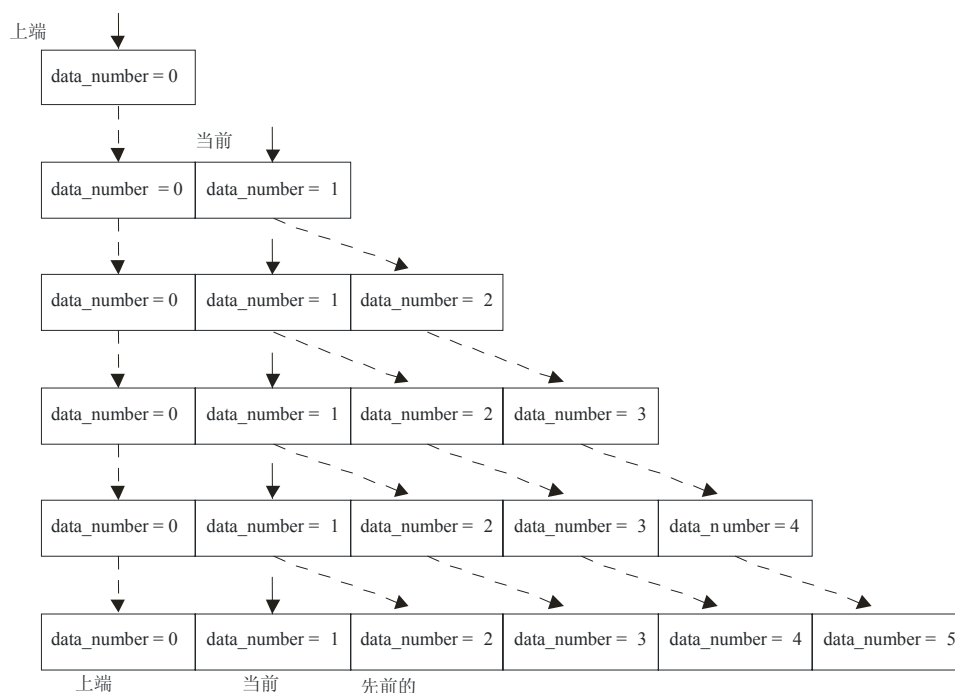 上端
data_number = 0
当前
data_number = 0 data_number = 1
data_number = 0 data_number = 1 data_number = 2
data_number = 0 data_number = 1 data_number = 2 data_number = 3
data_number = 0 data_number = 1 data_number = 2 data_number = 3 data_n umber = 4
data_number = 0 data_number = 1 data_number = 2 data_number = 3 data_number = 4 data_number = 5
上端 当前 先前的